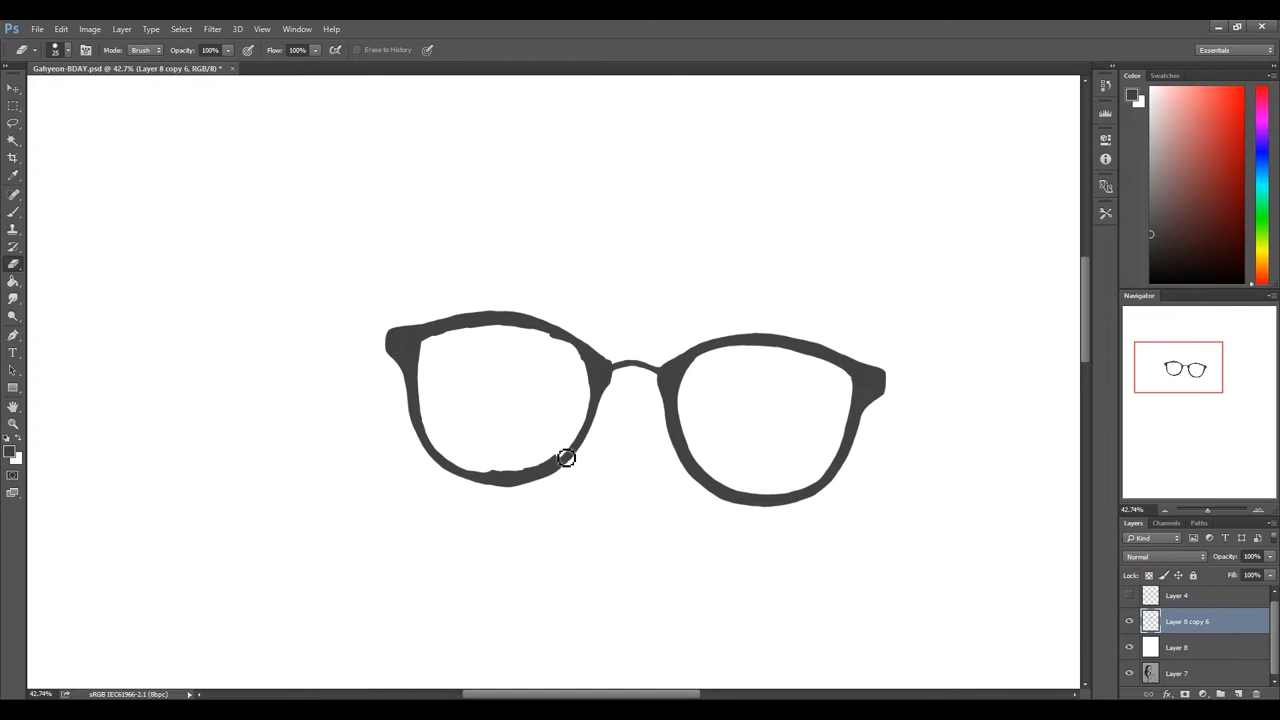 Ps File Edit Image Layer Type Select Filter 3D View Window Help
25 Mode: Brush Opacity: 100% Flow: 100% Erase to History Essentials
Gahyeon-BDAY.psd @ 42.7% (Layer 8 copy 6, RGB/8) *
Color Swatches
Navigator
42.74%
Layers Channels Paths
Kind
Normal Opacity: 100%
Lock: Fill: 100%
Layer 4
Layer 8 copy 6
Layer 8
Layer 7
42.74% sRGB IEC61966-2.1 (8bpc)